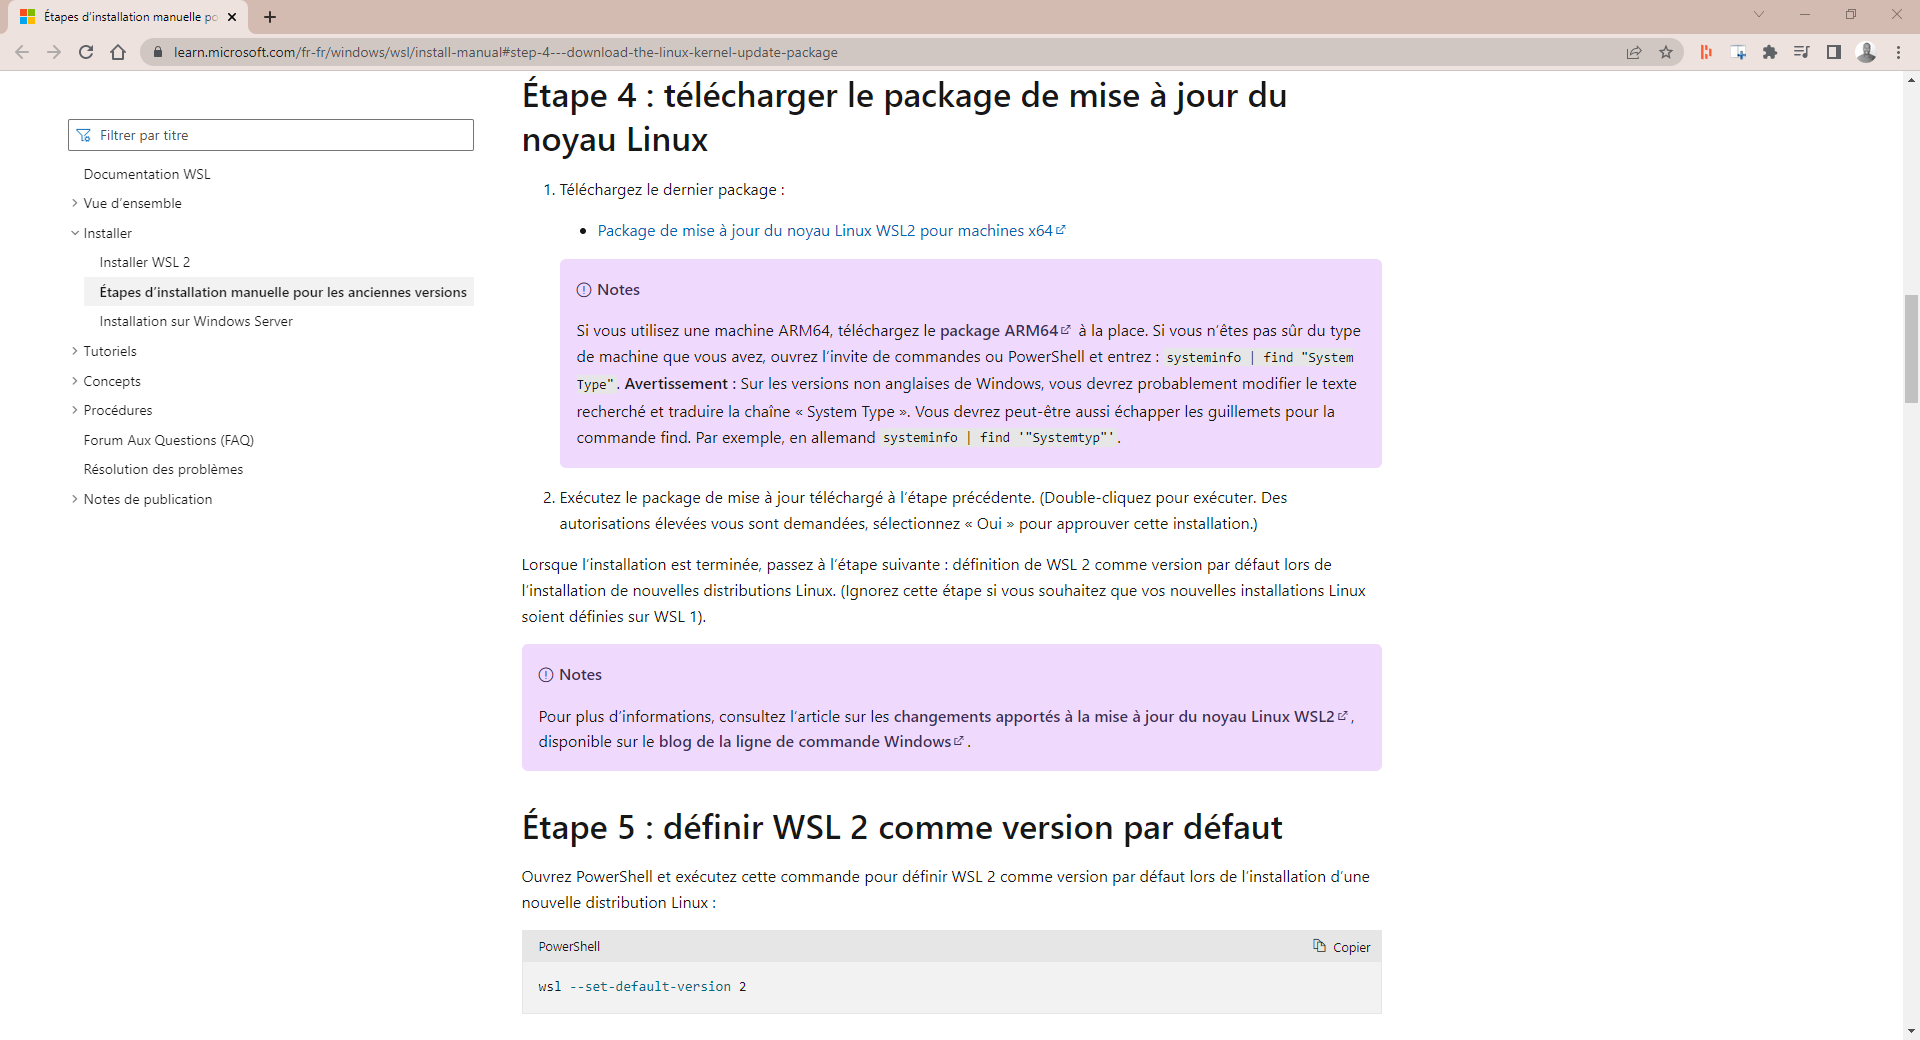 Étapes d'installation manuelle po
learn.microsoft.com/fr-fr/windows/wsl/install-manual#step-4---download-the-linux-kernel-update-package
Filtrer par titre
Documentation WSL
Vue d'ensemble
Installer
Installer WSL 2
Étapes d'installation manuelle pour les anciennes versions
Installation sur Windows Server
Tutoriels
Concepts
Procédures
Forum Aux Questions (FAQ)
Résolution des problèmes
Notes de publication
Étape 4 : télécharger le package de mise à jour du
noyau Linux
1. Téléchargez le dernier package :
• Package de mise à jour du noyau Linux WSL2 pour machines x64
Notes
Si vous utilisez une machine ARM64, téléchargez le package ARM64 à la place. Si vous n'êtes pas sûr du type
de machine que vous avez, ouvrez l'invite de commandes ou PowerShell et entrez : systeminfo | find "System
Type". Avertissement : Sur les versions non anglaises de Windows, vous devrez probablement modifier le texte
recherché et traduire la chaîne « System Type ». Vous devrez peut-être aussi échapper les guillemets pour la
commande find. Par exemple, en allemand systeminfo | find '"Systemtyp"'.
2. Exécutez le package de mise à jour téléchargé à l'étape précédente. (Double-cliquez pour exécuter. Des
autorisations élevées vous sont demandées, sélectionnez « Oui » pour approuver cette installation.)
Lorsque l'installation est terminée, passez à l'étape suivante : définition de WSL 2 comme version par défaut lors de
l'installation de nouvelles distributions Linux. (Ignorez cette étape si vous souhaitez que vos nouvelles installations Linux
soient définies sur WSL 1).
Notes
Pour plus d'informations, consultez l'article sur les changements apportés à la mise à jour du noyau Linux WSL2,
disponible sur le blog de la ligne de commande Windows.
Étape 5 : définir WSL 2 comme version par défaut
Ouvrez PowerShell et exécutez cette commande pour définir WSL 2 comme version par défaut lors de l'installation d'une
nouvelle distribution Linux :
PowerShell
Copier
wsl --set-default-version 2